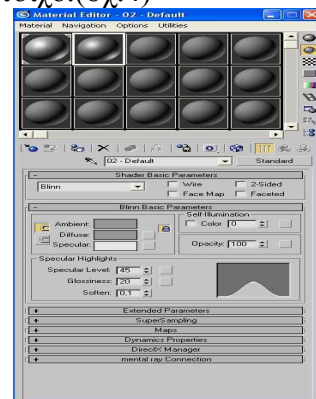 Material Editor - 02 - Default
Material Navigation Options Utilities
02 - Default Standard
Shader Basic Parameters
Blinn Wire 2-Sided
Face Map Faceted
Blinn Basic Parameters
Self-Illumination
Ambient: Color 0
Diffuse:
Specular: Opacity: 100
Specular Highlights
Specular Level: 45
Glossiness: 20
Soften: 0,1
Extended Parameters
SuperSampling
Maps
Dynamics Properties
DirectX Manager
mental ray Connection